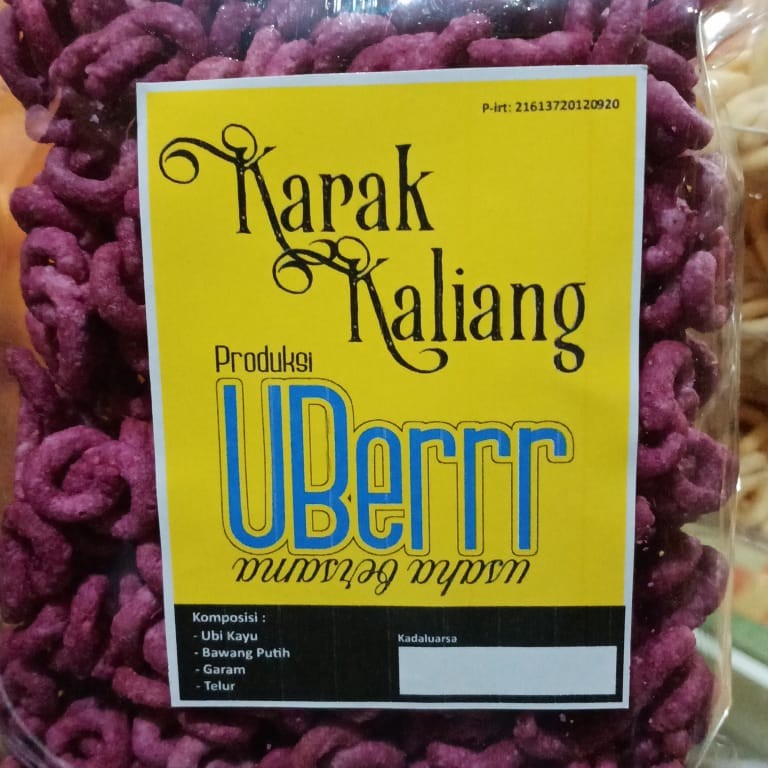 P-irt: 21613720120920
Karak
Kaliang
Produksi
UBerrr
usaha bersama
Komposisi :
- Ubi Kayu
- Bawang Putih
- Garam
- Telur
Kadaluarsa